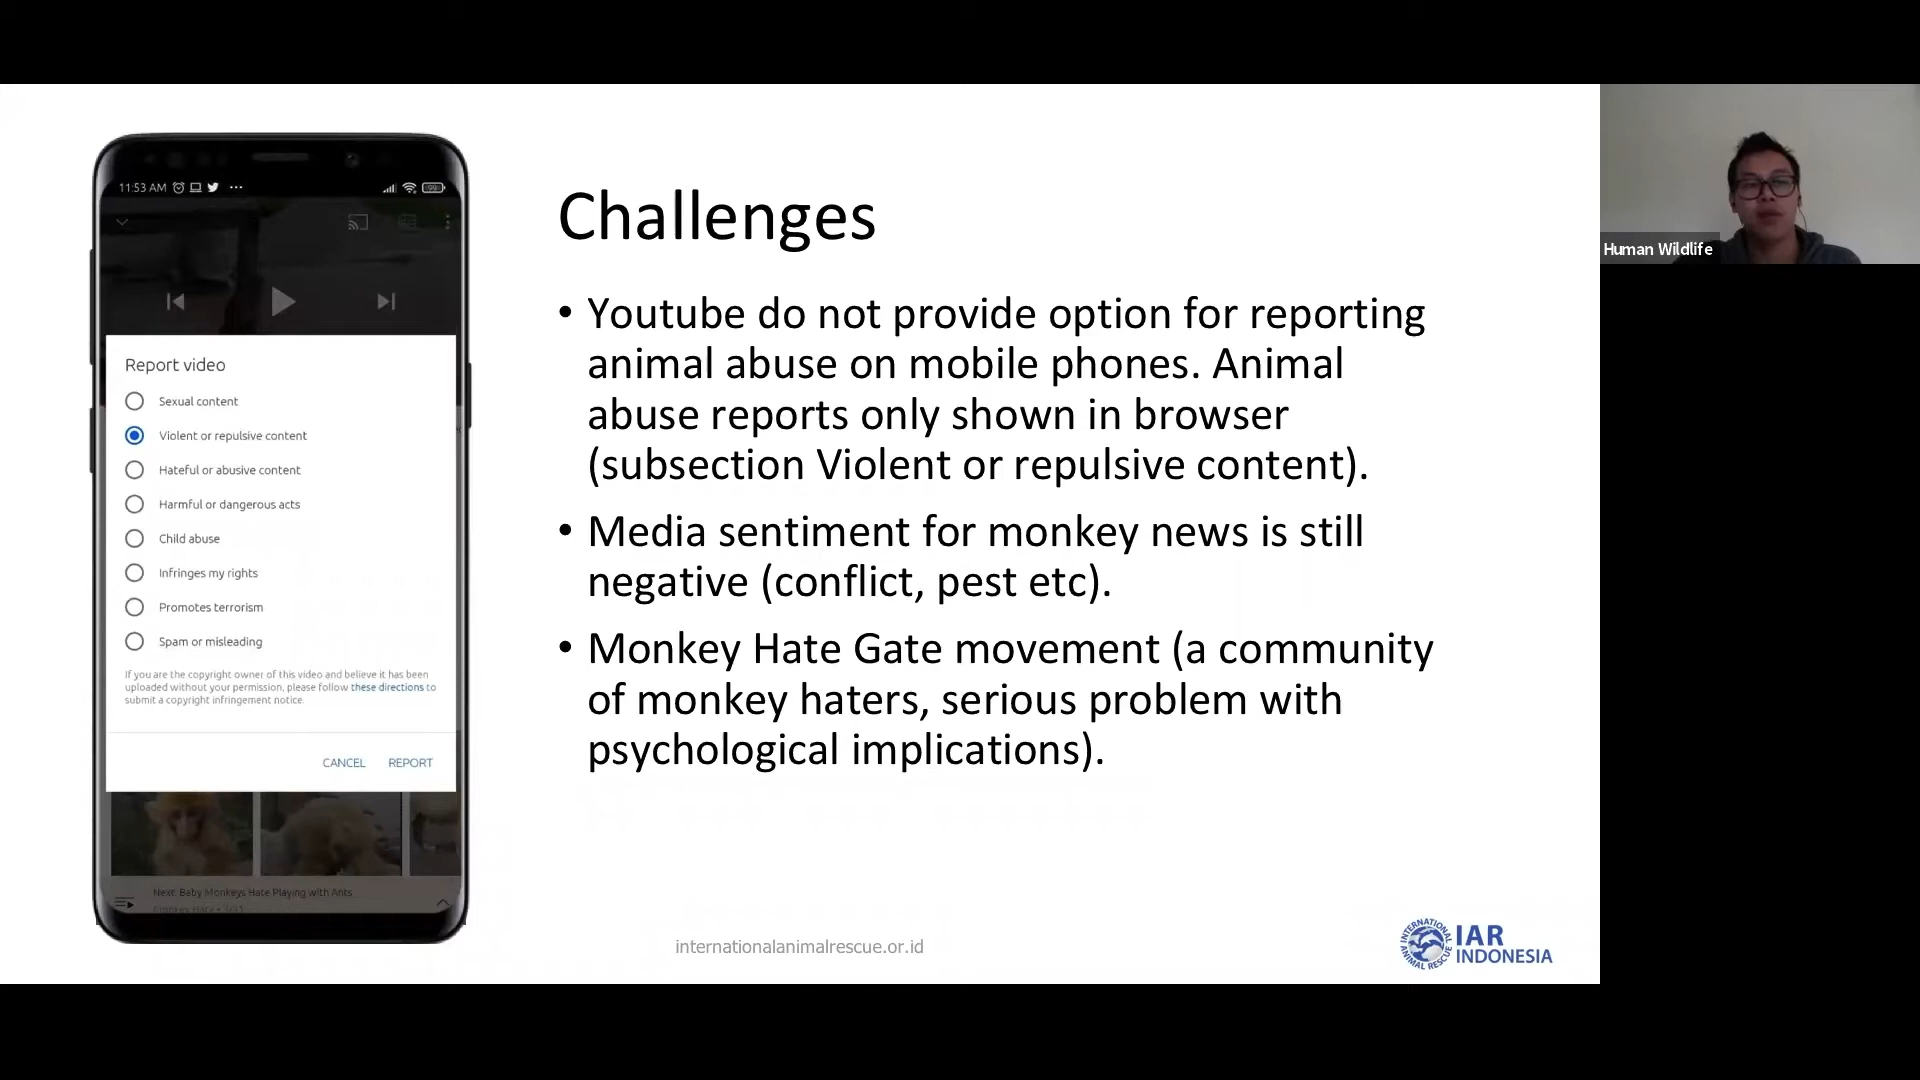 11:53 AM
99
Report video
Sexual content
Violent or repulsive content
Hateful or abusive content
Harmful or dangerous acts
Child abuse
Infringes my rights
Promotes terrorism
Spam or misleading
If you are the copyright owner of this video and believe it has been
uploaded without your permission, please follow these directions to
submit a copyright infringement notice.
CANCEL REPORT
Next: Baby Monkeys Hate Playing with Ants
Challenges
• Youtube do not provide option for reporting
animal abuse on mobile phones. Animal
abuse reports only shown in browser
(subsection Violent or repulsive content).
• Media sentiment for monkey news is still
negative (conflict, pest etc).
• Monkey Hate Gate movement (a community
of monkey haters, serious problem with
psychological implications).
internationalanimalrescue.or.id
INTERNATIONAL ANIMAL RESCUE
IAR
INDONESIA
Human Wildlife